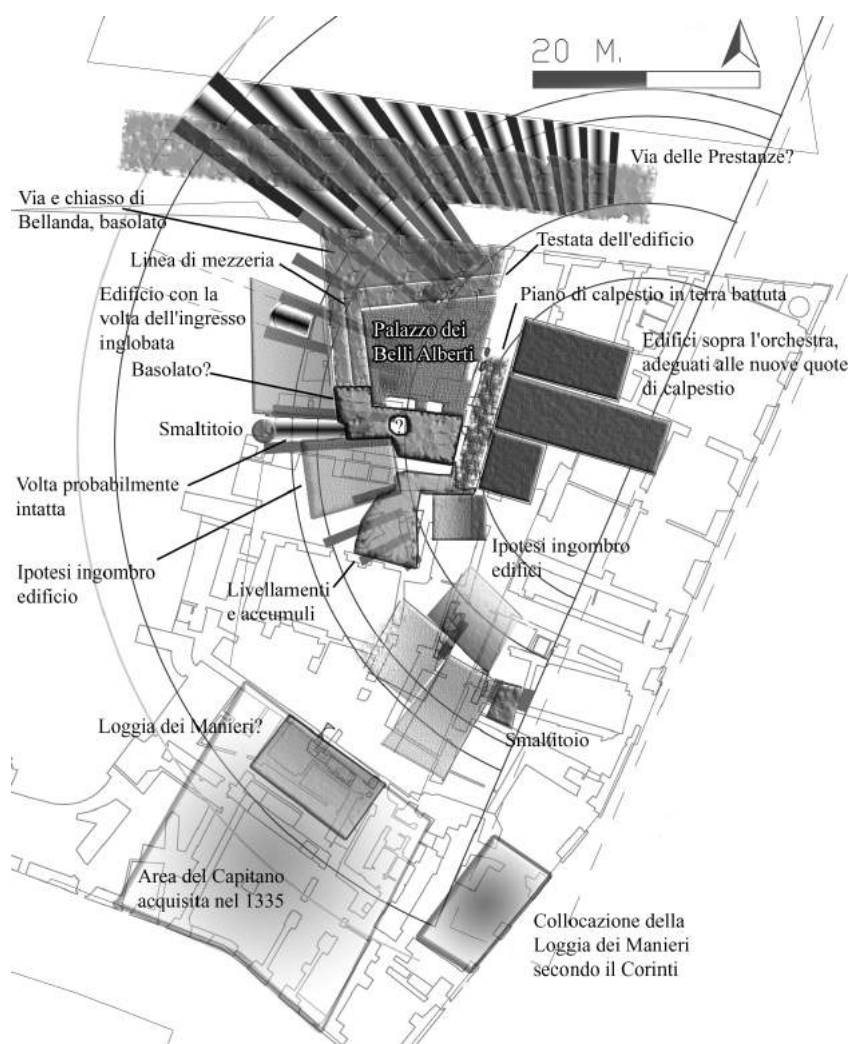 20 M.
Via delle Prestanze?
Via e chiasso di
Bellanda, basolato
Testata dell'edificio
Linea di mezzeria
Piano di calpestio in terra battuta
Edificio con la
volta dell'ingresso
inglobata
Palazzo dei
Belli Alberti
Edifici sopra l'orchestra,
adeguati alle nuove quote
di calpestio
Basolato?
Smaltitoio
?
Volta probabilmente
intatta
Ipotesi ingombro
edifici
Ipotesi ingombro
edificio
Livellamenti
e accumuli
Loggia dei Manieri?
Smaltitoio
Area del Capitano
acquisita nel 1335
Collocazione della
Loggia dei Manieri
secondo il Corinti